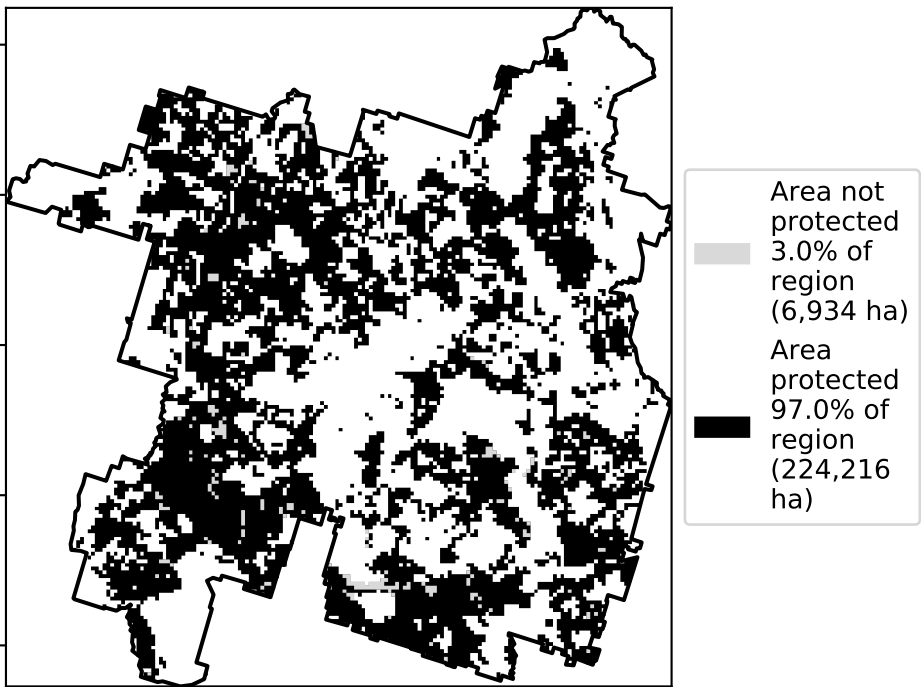 Area not
protected
3.0% of
region
(6,934 ha)
Area
protected
97.0% of
region
(224,216
ha)